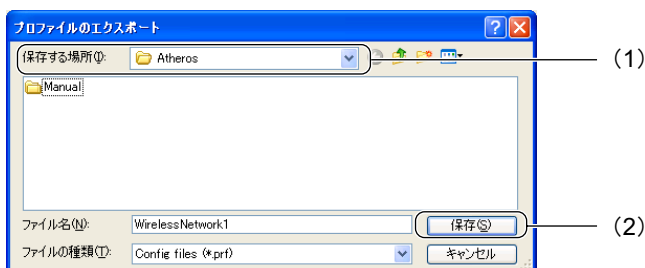 プロファイルのエクスポート
保存する場所(I): Atheros (1)
Manual
ファイル名(N): WirelessNetwork1 保存(S) (2)
ファイルの種類(T): Config files (*.prf) キャンセル